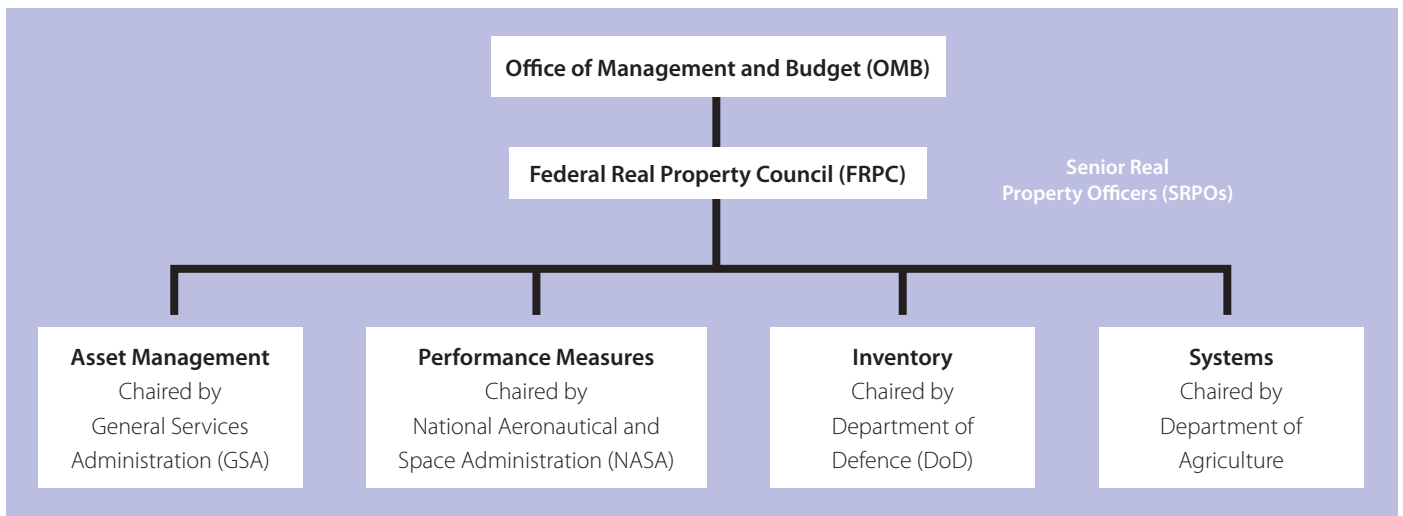 Office of Management and Budget (OMB)
Federal Real Property Council (FRPC)
Senior Real
Property Officers (SRPOs)
Asset Management
Chaired by
General Services
Administration (GSA)
Performance Measures
Chaired by
National Aeronautical and
Space Administration (NASA)
Inventory
Chaired by
Department of
Defence (DoD)
Systems
Chaired by
Department of
Agriculture